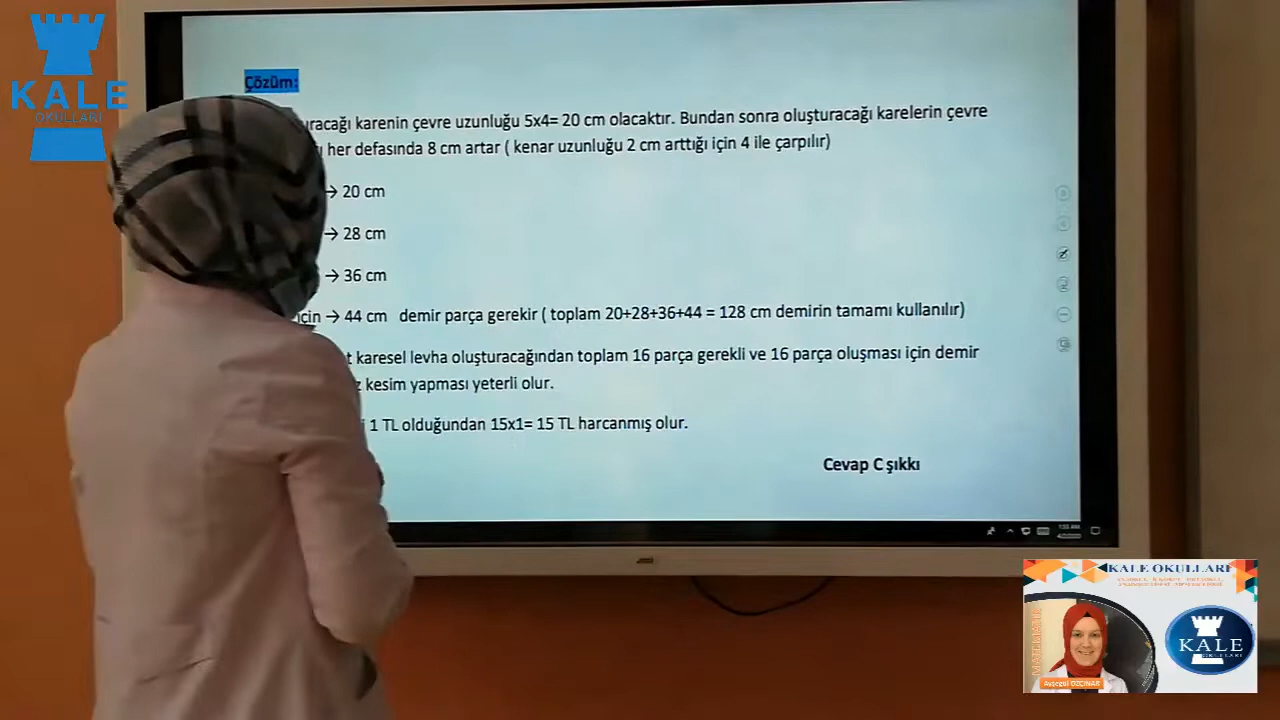 KALE
OKULLARI
Çözüm:
karenin çevre uzunluğu 5x4= 20 cm olacaktır. Bundan sonra oluşturacağı karelerin çevre
her defasında 8 cm artar ( kenar uzunluğu 2 cm arttığı için 4 ile çarpılır)
→ 20 cm
→ 28 cm
→ 36 cm
için → 44 cm demir parça gerekir ( toplam 20+28+36+44 = 128 cm demirin tamamı kullanılır)
karesel levha oluşturacağından toplam 16 parça gerekli ve 16 parça oluşması için demir
kesim yapması yeterli olur.
1 TL olduğundan 15x1= 15 TL harcanmış olur.
Cevap C şıkkı
KALE OKULLARI
MATEMATİK
KALE
OKULLARI
Ayşegül ÖZÇINAR